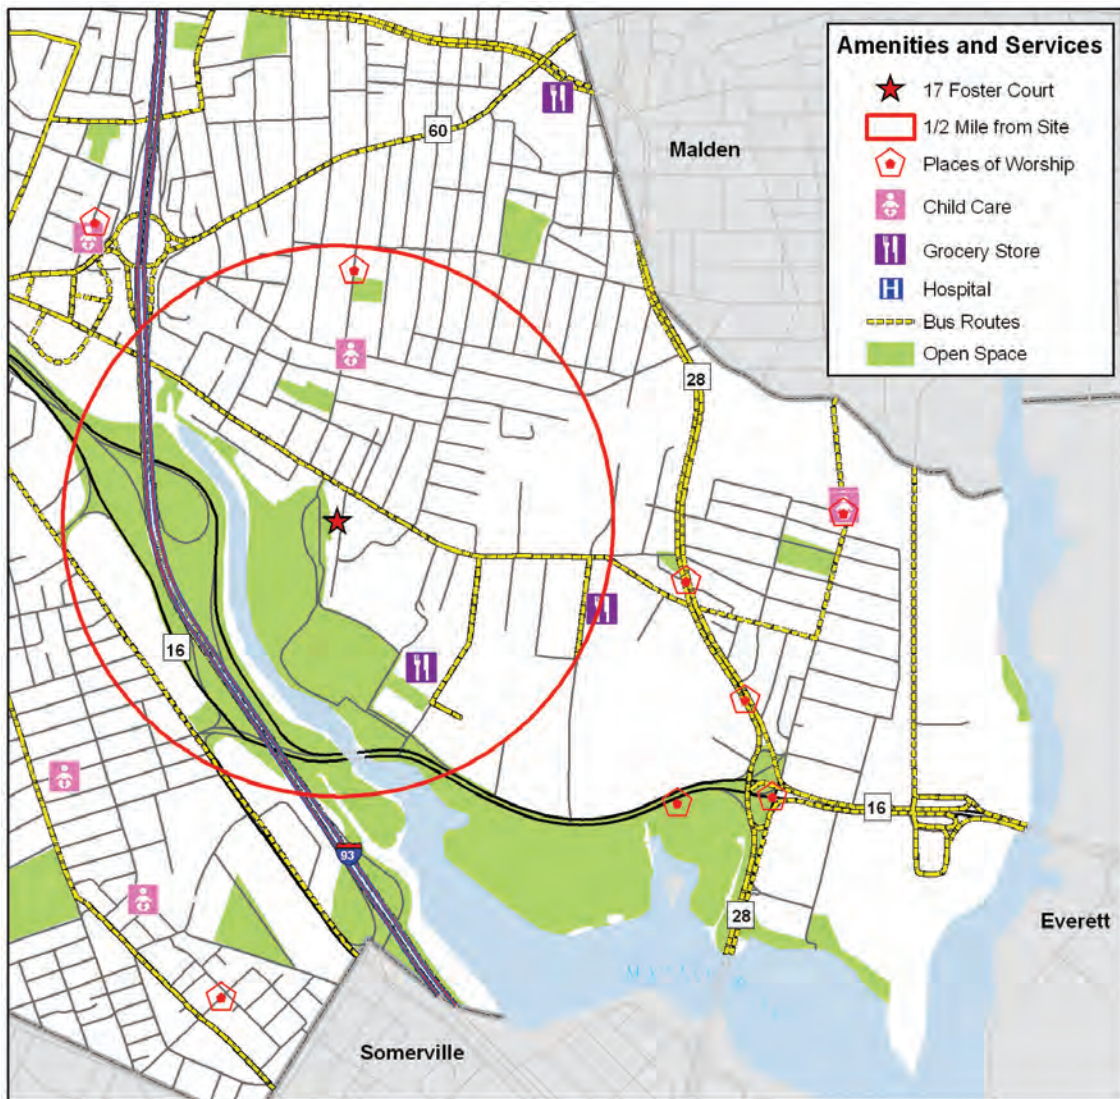 Amenities and Services
17 Foster Court
1/2 Mile from Site
Places of Worship
Child Care
Grocery Store
H Hospital
Bus Routes
Open Space
60
Malden
28
16
16
93
28
Everett
Somerville